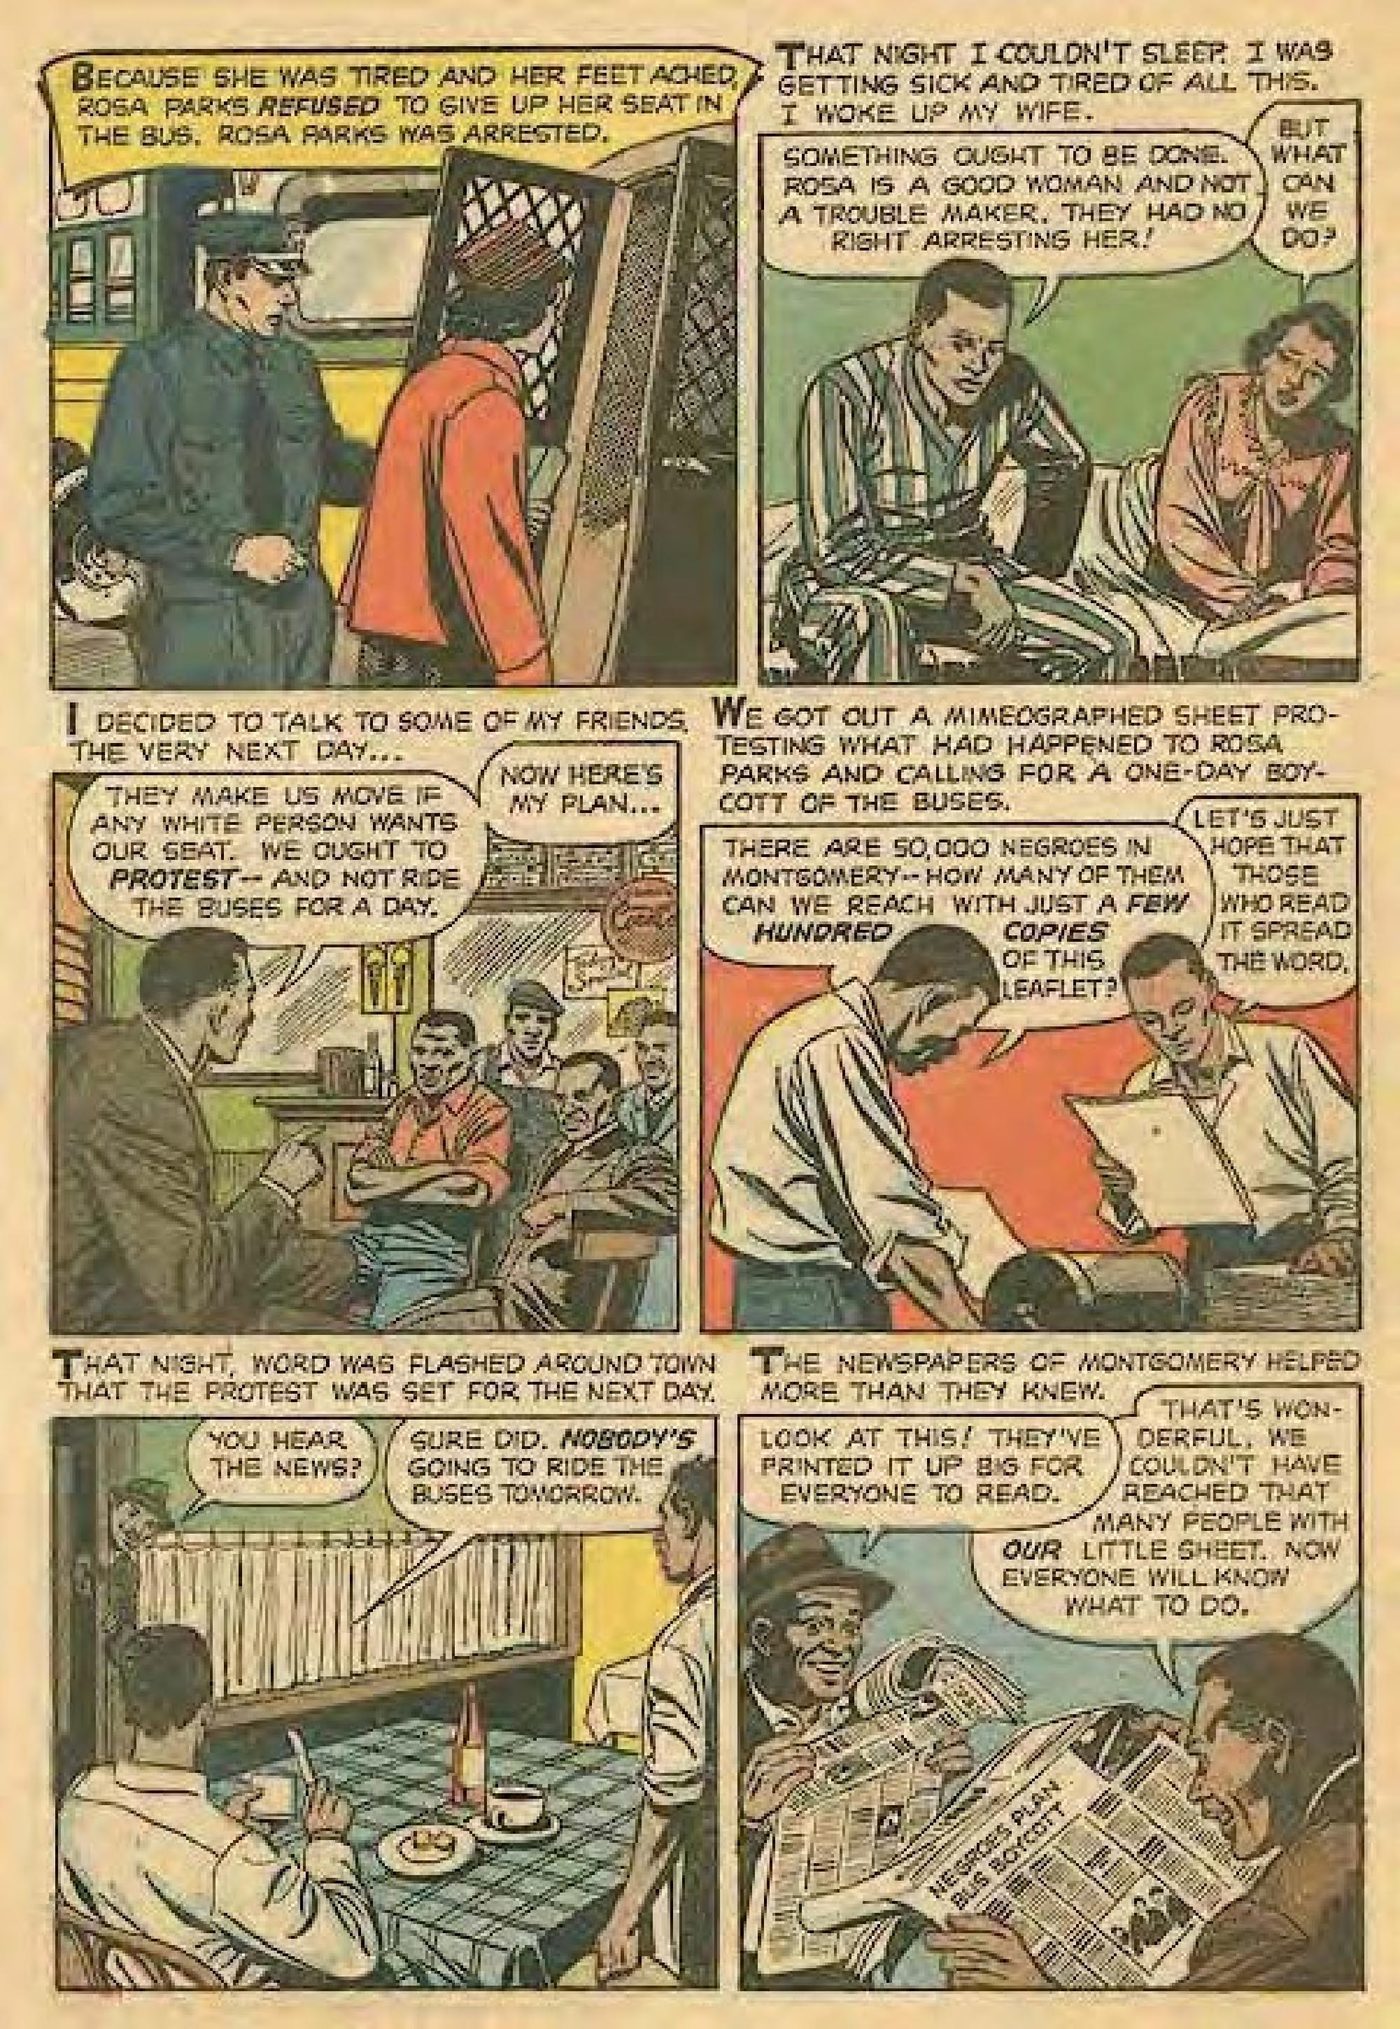 BECAUSE SHE WAS TIRED AND HER FEET ACHED,
ROSA PARKS REFUSED TO GIVE UP HER SEAT IN
THE BUS. ROSA PARKS WAS ARRESTED.
THAT NIGHT I COULDN'T SLEEP. I WAS
GETTING SICK AND TIRED OF ALL THIS.
I WOKE UP MY WIFE.
SOMETHING OUGHT TO BE DONE.
ROSA IS A GOOD WOMAN AND NOT
A TROUBLE MAKER. THEY HAD NO
RIGHT ARRESTING HER!
BUT
WHAT
CAN
WE
DO?
I DECIDED TO TALK TO SOME OF MY FRIENDS,
THE VERY NEXT DAY...
THEY MAKE US MOVE IF
ANY WHITE PERSON WANTS
OUR SEAT. WE OUGHT TO
PROTEST-- AND NOT RIDE
THE BUSES FOR A DAY.
NOW HERE'S
MY PLAN...
WE GOT OUT A MIMEOGRAPHED SHEET PRO-
TESTING WHAT HAD HAPPENED TO ROSA
PARKS AND CALLING FOR A ONE-DAY BOY-
COTT OF THE BUSES.
THERE ARE 50,000 NEGROES IN
MONTGOMERY--HOW MANY OF THEM
CAN WE REACH WITH JUST A FEW
HUNDRED COPIES
OF THIS
LEAFLET?
LET'S JUST
HOPE THAT
THOSE
WHO READ
IT SPREAD
THE WORD.
THAT NIGHT, WORD WAS FLASHED AROUND TOWN
THAT THE PROTEST WAS SET FOR THE NEXT DAY.
YOU HEAR
THE NEWS?
SURE DID. NOBODY'S
GOING TO RIDE THE
BUSES TOMORROW.
THE NEWSPAPERS OF MONTGOMERY HELPED
MORE THAN THEY KNEW.
LOOK AT THIS! THEY'VE
PRINTED IT UP BIG FOR
EVERYONE TO READ.
THAT'S WON-
DERFUL. WE
COULDN'T HAVE
REACHED THAT
MANY PEOPLE WITH
OUR LITTLE SHEET. NOW
EVERYONE WILL KNOW
WHAT TO DO.
NEGROES PLAN
BUS BOYCOTT